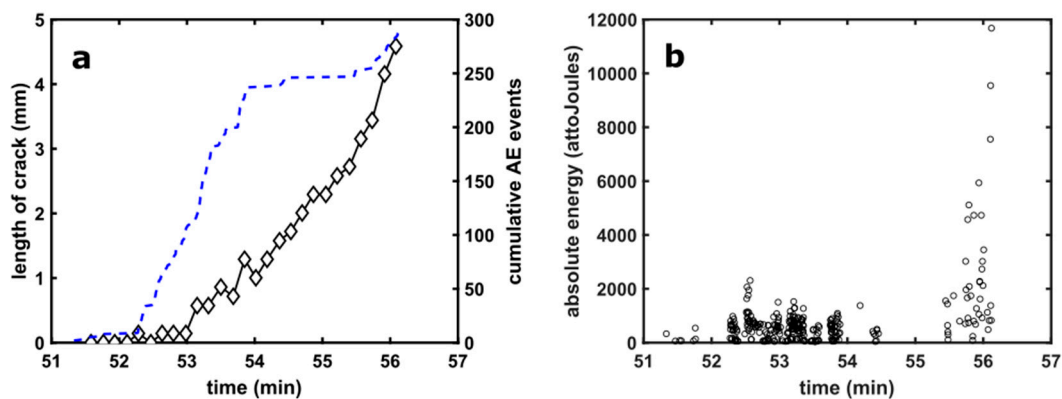 a
5
4
3
2
1
0
length of crack (mm)
300
250
200
150
100
50
0
cumulative AE events
51 52 53 54 55 56 57
time (min)
b
12000
10000
8000
6000
4000
2000
0
absolute energy (attoJoules)
51 52 53 54 55 56 57
time (min)